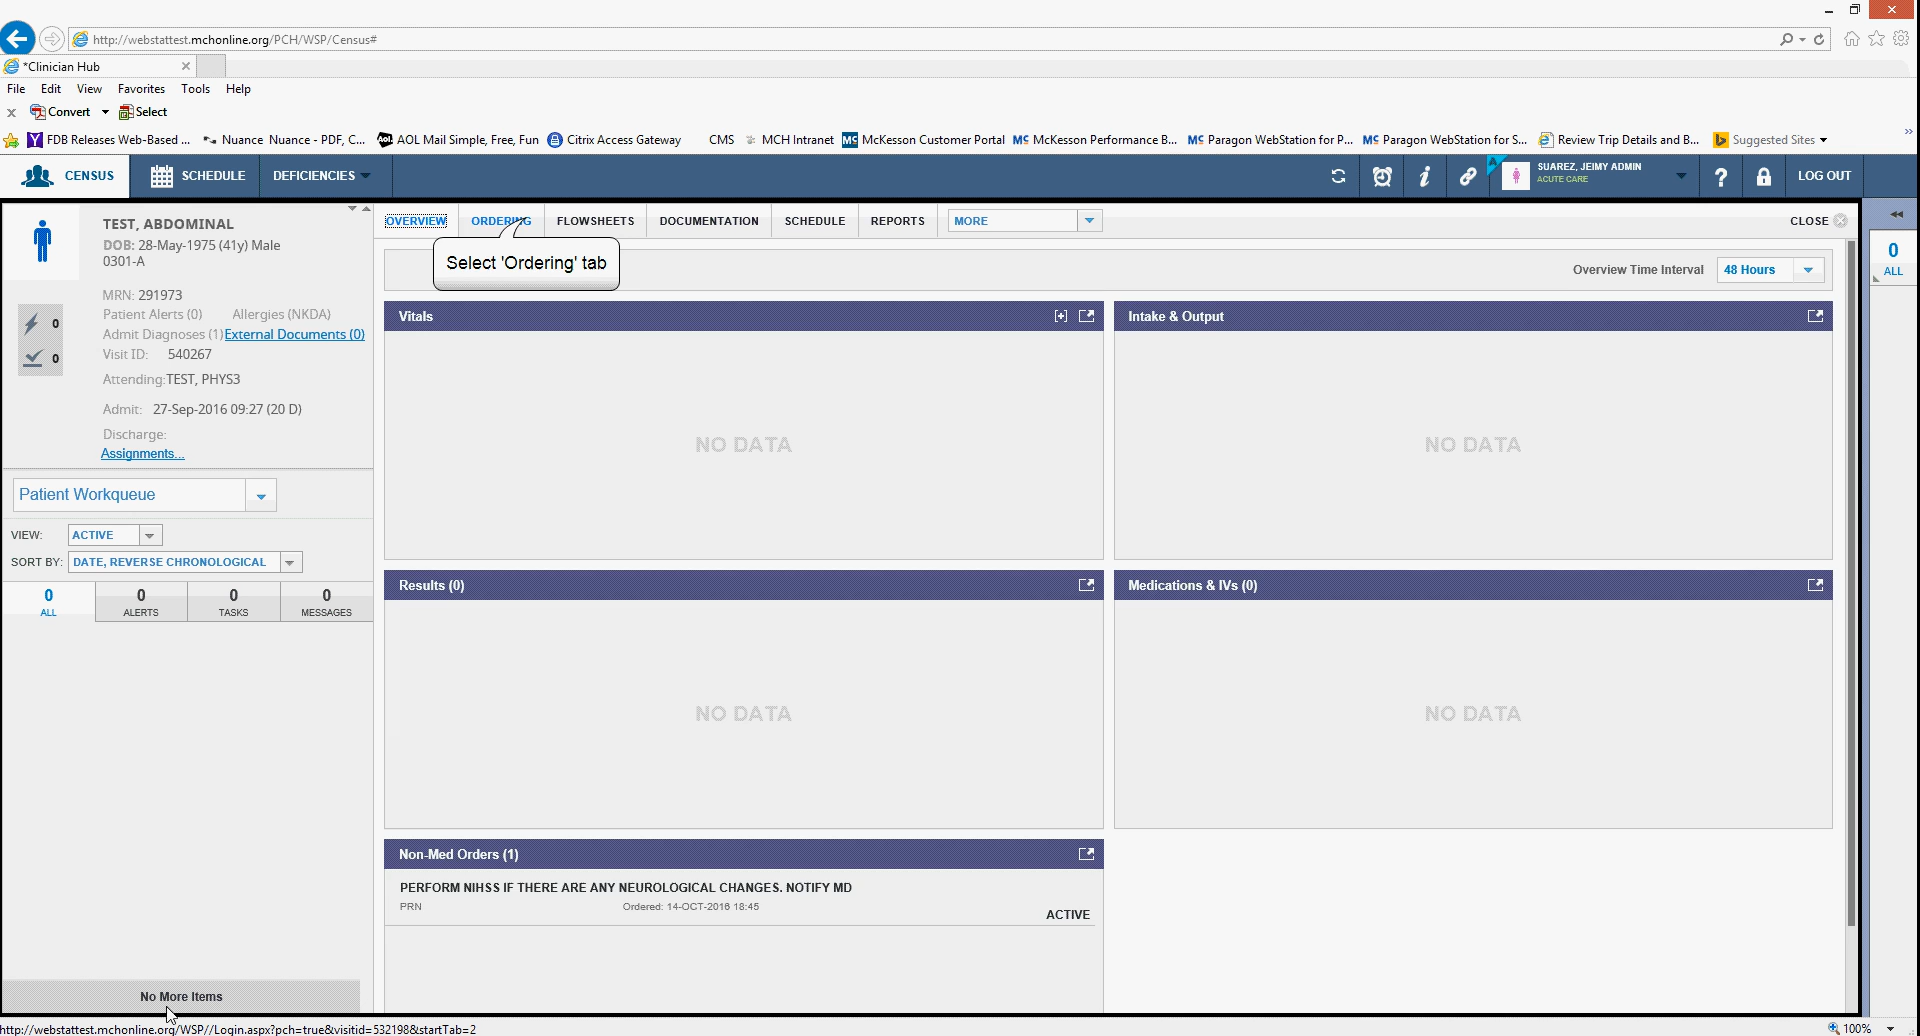 http://webstattest.mchonline.org/PCH/WSP/Census#
*Clinician Hub
File Edit View Favorites Tools Help
Convert Select
FDB Releases Web-Based ... Nuance Nuance - PDF, C... AOL Mail Simple, Free, Fun Citrix Access Gateway CMS MCH Intranet McKesson Customer Portal McKesson Performance B... Paragon WebStation for P... Paragon WebStation for S... Review Trip Details and B... Suggested Sites
CENSUS SCHEDULE DEFICIENCIES SUAREZ, JEIMY ADMIN LOG OUT
ACUTE CARE
TEST, ABDOMINAL
DOB: 28-May-1975 (41y) Male
0301-A
MRN: 291973
Patient Alerts (0) Allergies (NKDA)
Admit Diagnoses (1) External Documents (0)
Visit ID: 540267
Attending: TEST, PHYS3
Admit: 27-Sep-2016 09:27 (20 D)
Discharge:
Assignments...
0
0
Patient Workqueue
VIEW: ACTIVE
SORT BY: DATE, REVERSE CHRONOLOGICAL
0 0 0 0
ALL ALERTS TASKS MESSAGES
No More Items
OVERVIEW ORDERING FLOWSHEETS DOCUMENTATION SCHEDULE REPORTS MORE CLOSE
Select 'Ordering' tab
Overview Time Interval 48 Hours
Vitals
NO DATA
Intake & Output
NO DATA
Results (0)
NO DATA
Medications & IVs (0)
NO DATA
Non-Med Orders (1)
PERFORM NIHSS IF THERE ARE ANY NEUROLOGICAL CHANGES. NOTIFY MD
PRN Ordered: 14-OCT-2016 18:45
ACTIVE
0
ALL
http://webstattest.mchonline.org/WSP//Login.aspx?pch=true&visitid=532198&startTab=2
100%